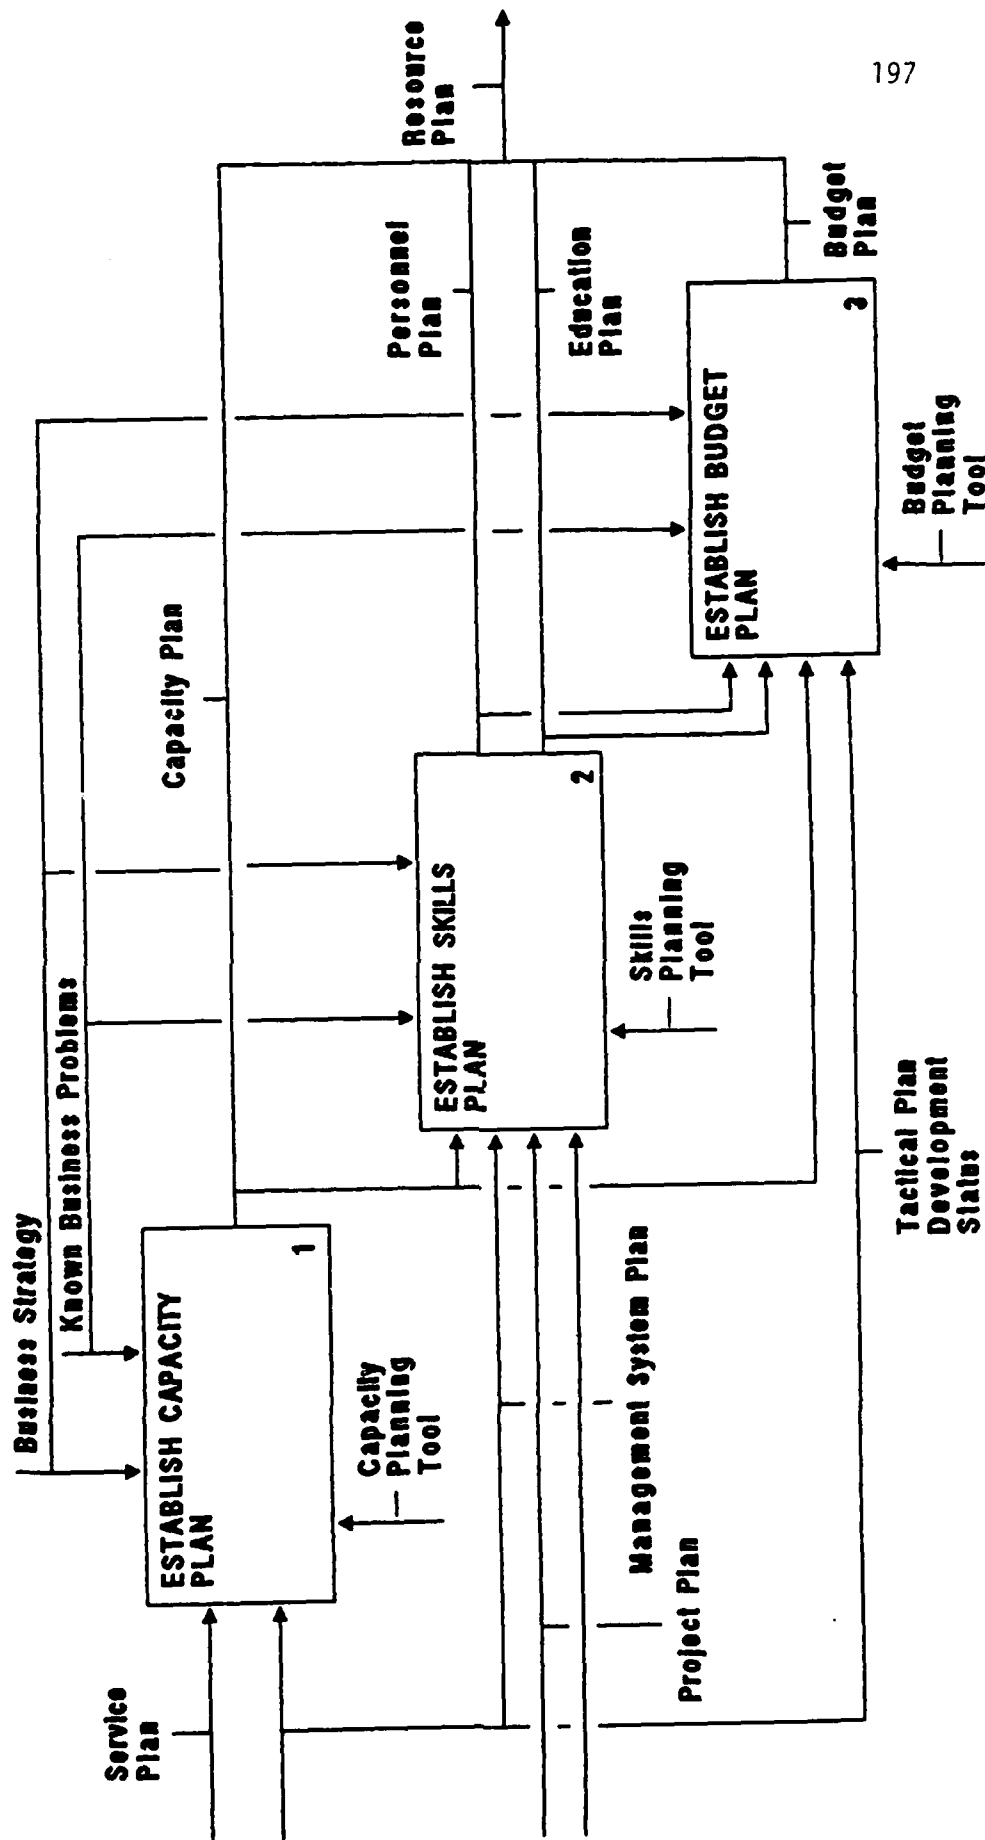 197
Business Strategy
Known Business Problems
Service
Plan
ESTABLISH CAPACITY
PLAN
1
Capacity
Planning
Tool
Capacity Plan
ESTABLISH SKILLS
PLAN
2
Skills
Planning
Tool
Personnel
Plan
Education
Plan
Resource
Plan
ESTABLISH BUDGET
PLAN
3
Budget
Plan
Budget
Planning
Tool
Management System Plan
Project Plan
Tactical Plan
Development
Status